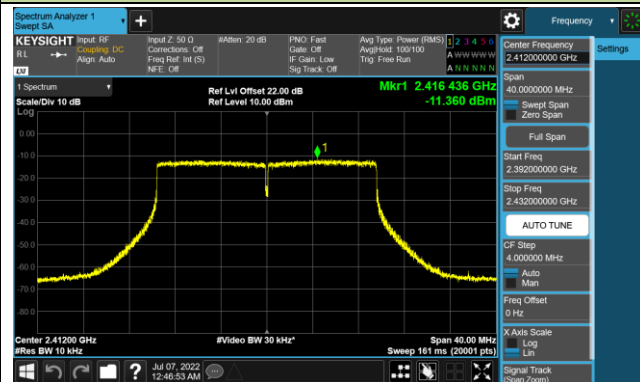 Spectrum Analyzer 1
Swept SA
Frequency
KEYSIGHT
RL
LXI
Input: RF
Coupling: DC
Align: Auto
Input Z: 50 Ω
Corrections: Off
Freq Ref: Int (S)
NFE: Off
#Atten: 20 dB
PNO: Fast
Gate: Off
IF Gain: Low
Sig Track: Off
Avg Type: Power (RMS)
Avg|Hold: 100/100
Trig: Free Run
1 2 3 4 5 6
A W W W W W
A N N N N N
1 Spectrum
Scale/Div 10 dB
Log
Ref Lvl Offset 22.00 dB
Ref Level 10.00 dBm
Mkr1 2.416 436 GHz
-11.360 dBm
1
0.00
-10.0
-20.0
-30.0
-40.0
-50.0
-60.0
-70.0
-80.0
Center 2.41200 GHz
#Res BW 10 kHz
#Video BW 30 kHz*
Span 40.00 MHz
Sweep 161 ms (20001 pts)
Jul 07, 2022
12:46:53 AM
Center Frequency
2.412000000 GHz
Span
40.0000000 MHz
Swept Span
Zero Span
Full Span
Start Freq
2.392000000 GHz
Stop Freq
2.432000000 GHz
AUTO TUNE
CF Step
4.000000 MHz
Auto
Man
Freq Offset
0 Hz
X Axis Scale
Log
Lin
Signal Track
(Span Zoom)
Settings